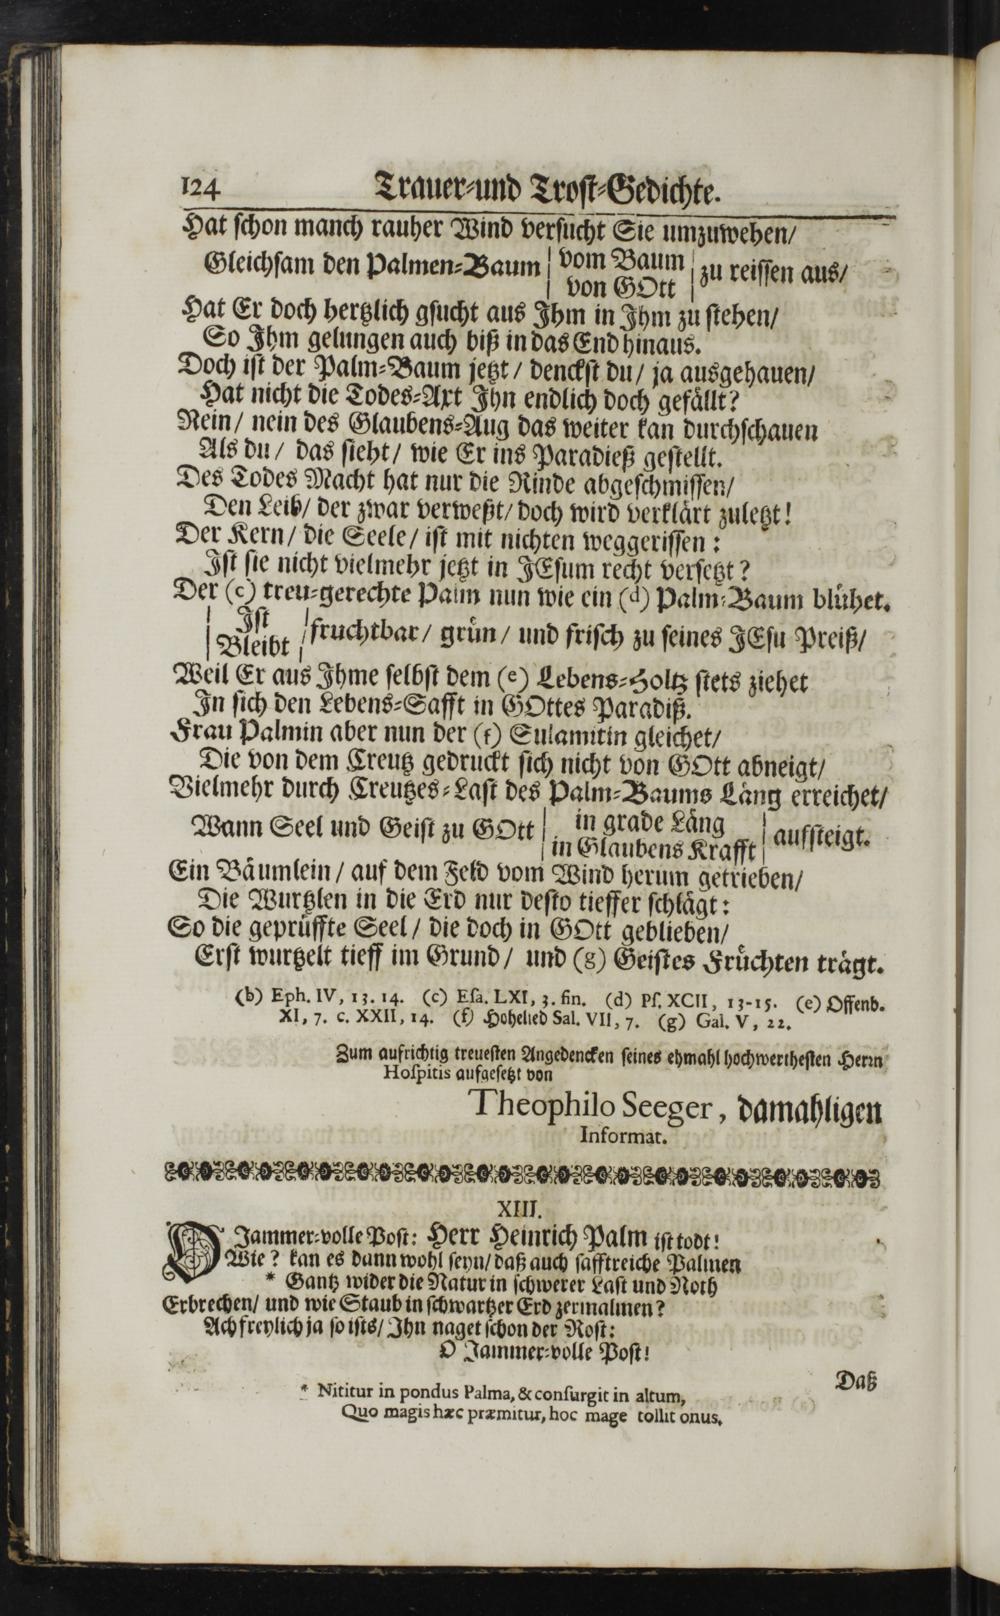 124 Trauer-und Trost-Gedichte.
Hat schon manch rauher Wind versucht Sie umzuwehen/
Gleichsam den Palmen-Baum | vom Baum | zu reissen aus/
| von GOtt |
Hat Er doch hertzlich gsucht aus Ihm in Ihm zu stehen/
So Ihm gelungen auch biß in das End hinaus.
Doch ist der Palm-Baum jetzt / denckst du / ja ausgehauen/
Hat nicht die Todes-Axt Ihn endlich doch gefällt?
Nein / nein des Glaubens-Aug das weiter kan durchschauen
Als du / das sieht / wie Er ins Paradieß gestellt.
Des Todes Macht hat nur die Rinde abgeschmissen/
Den Leib/ der zwar verweßt/ doch wird verklärt zuletzt!
Der Kern / die Seele / ist mit nichten weggerissen :
Ist sie nicht vielmehr jetzt in JEsum recht versetzt ?
Der (c) treu-gerechte Palm nun wie ein (d) Palm-Baum blühet.
| Ist | fruchtbar / grün / und frisch zu seines JEsu Preiß/
| Bleibt |
Weil Er aus Ihme selbst dem (e) Lebens-Holtz stets ziehet
In sich den Lebens-Safft in GOttes Paradiß.
Frau Palmin aber nun der (f) Sulamitin gleichet/
Die von dem Creutz gedruckt sich nicht von GOtt abneigt/
Vielmehr durch Creutzes-Last des Palm-Baums Läng erreichet/
Wann Seel und Geist zu GOtt | in grade Läng | aufsteigt.
| in Glaubens Krafft |
Ein Bäumlein / auf dem Feld vom Wind herum getrieben/
Die Wurtzlen in die Erd nur desto tieffer schlägt :
So die geprüffte Seel / die doch in GOtt geblieben/
Erst wurtzelt tieff im Grund / und (g) Geistes Früchten trägt.
(b) Eph. IV, 13. 14. (c) Esa. LXI, 3. fin. (d) Ps. XCII, 13-15. (e) Offenb.
XI, 7. c. XXII, 14. (f) Hohelied Sal. VII, 7. (g) Gal. V, 22.
Zum aufrichtig treuesten Angedencken seines ehmahl hochwerthesten Herrn
Hospitis aufgesetzt von
Theophilo Seeger, damahligen
Informat.
XIII.
O Jammer-volle Post: Herr Heinrich Palm ist todt!
Wie ? kan es dann wohl seyn/ daß auch safftreiche Palmen
* Gantz wider die Natur in schwerer Last und Noth
Erbrechen/ und wie Staub in schwartzer Erd zermalmen ?
Ach freylich ja so ists/ Ihn naget schon der Rost:
O Jammer-volle Post!
Daß
* Nititur in pondus Palma, & consurgit in altum,
Quo magis hæc præmitur, hoc mage tollit onus.